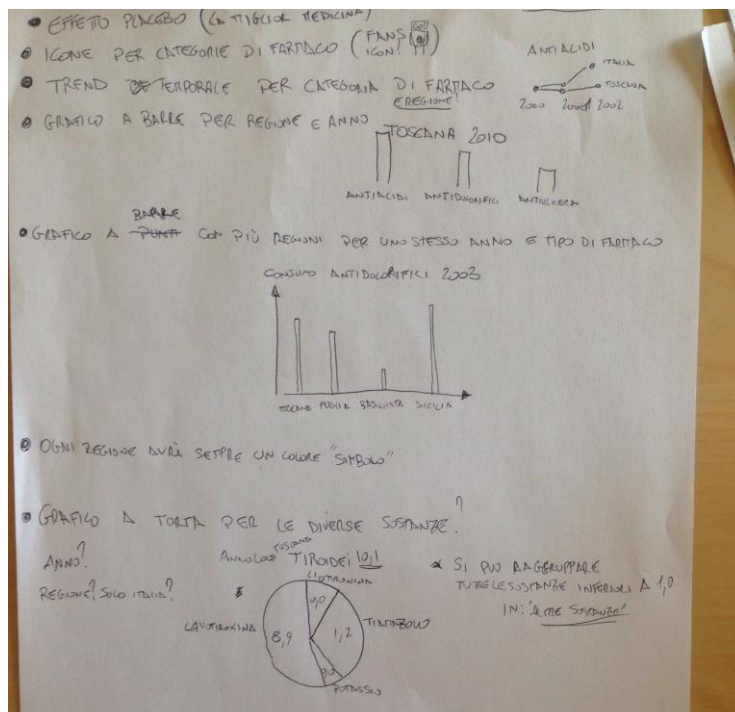 • EFFETTO PLACEBO (LA MIGLIOR MEDICINA)
• ICONE PER CATEGORIE DI FARMACO (FANS ICON!)
• TREND TEMPORALE PER CATEGORIA DI FARMACO
E REGIONE!
ANTIACIDI
ITALIA
TOSCANA
2000 2001 2002
• GRAFICO A BARRE PER REGIONE E ANNO
TOSCANA 2010
ANTIACIDI ANTIDOLORIFICI ANTIULCERA
• GRAFICO A BARRE CON PIÙ REGIONI PER UNO STESSO ANNO E TIPO DI FARMACO
CONSUMO ANTIDOLORIFICI 2003
TOSCANA PUGLIA BASILICATA SICILIA
• OGNI REGIONE AVRÀ SEMPRE UN COLORE "SIMBOLO"
• GRAFICO A TORTA PER LE DIVERSE SOSTANZE.?
ANNO?
REGIONE? SOLO ITALIA?
TOSCANA
TIROIDEI 10,1
LIOTIRONINA
0,0
LAVOTIROXINA 8,9
1,2 TIAMAZOLO
POTASSIO
* SI PUÒ RAGGRUPPARE
TUTTE LE SOSTANZE INFERIORI A 1,0
IN: "ALTRE SOSTANZE"